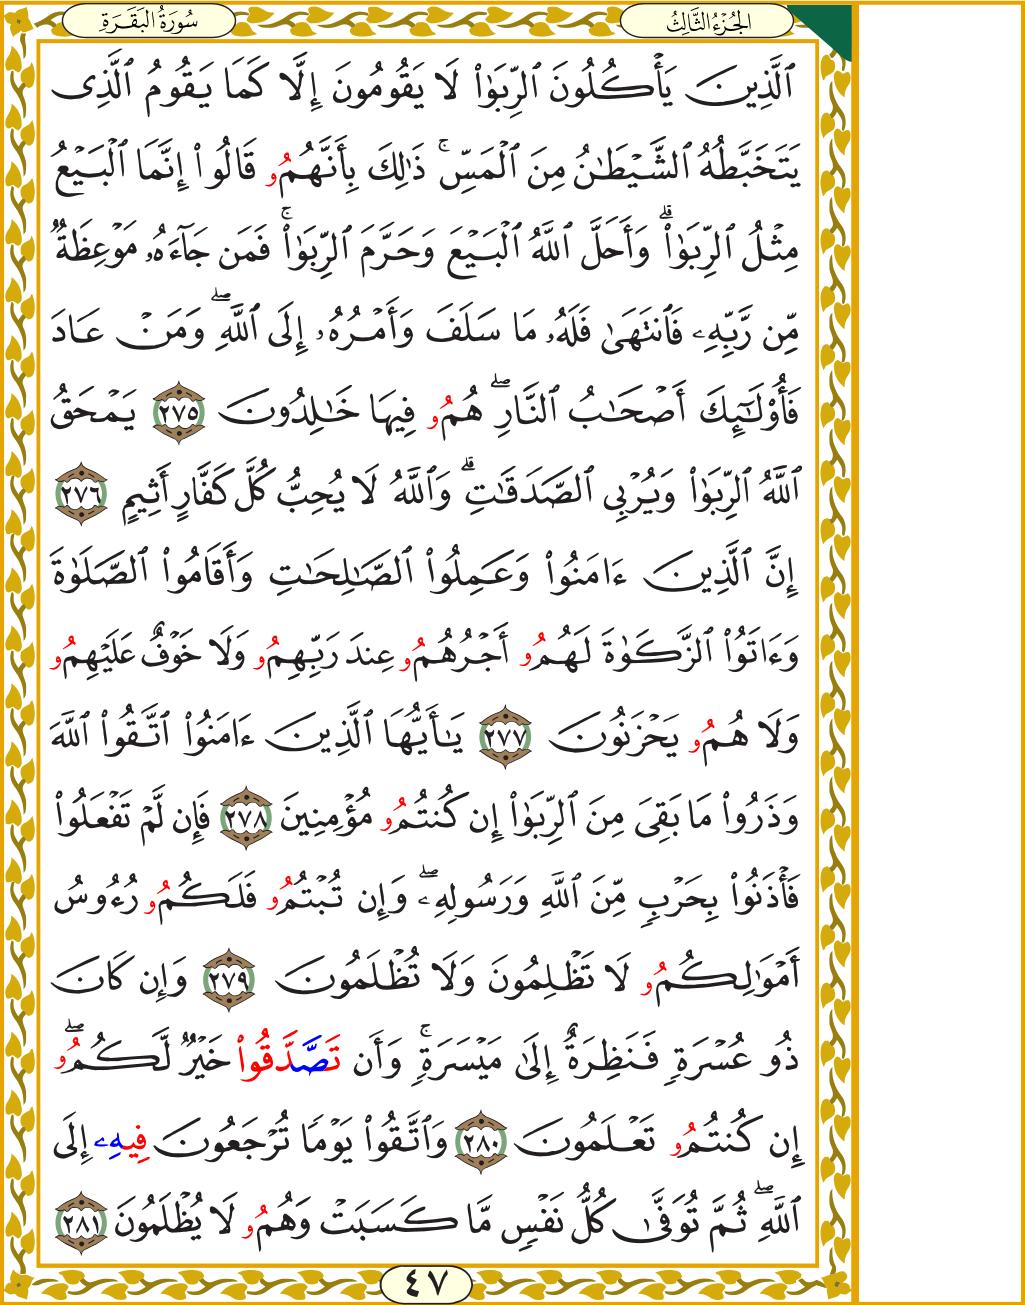 الجُزْءُ الثَّالِثُ
سُورَةُ البَقَرَةِ
ٱلَّذِينَ يَأۡكُلُونَ ٱلرِّبَوٰاْ لَا يَقُومُونَ إِلَّا كَمَا يَقُومُ ٱلَّذِى
يَتَخَبَّطُهُ ٱلشَّيۡطَٰنُ مِنَ ٱلۡمَسِّۚ ذَٰلِكَ بِأَنَّهُمُۥ قَالُوٓاْ إِنَّمَا ٱلۡبَيۡعُ
مِثۡلُ ٱلرِّبَوٰاْۗ وَأَحَلَّ ٱللَّهُ ٱلۡبَيۡعَ وَحَرَّمَ ٱلرِّبَوٰاْۚ فَمَن جَآءَهُۥ مَوۡعِظَةٌ
مِّن رَّبِّهِۦ فَٱنتَهَىٰ فَلَهُۥ مَا سَلَفَ وَأَمۡرُهُۥٓ إِلَى ٱللَّهِۖ وَمَنۡ عَادَ
فَأُوْلَٰٓئِكَ أَصۡحَٰبُ ٱلنَّارِۖ هُمُۥ فِيهَا خَٰلِدُونَ ٢٧٥ يَمۡحَقُ
ٱللَّهُ ٱلرِّبَوٰاْ وَيُرۡبِى ٱلصَّدَقَٰتِۗ وَٱللَّهُ لَا يُحِبُّ كُلَّ كَفَّارٍ أَثِيمٍ ٢٧٦
إِنَّ ٱلَّذِينَ ءَامَنُواْ وَعَمِلُواْ ٱلصَّٰلِحَٰتِ وَأَقَامُواْ ٱلصَّلَوٰةَ
وَءَاتَوُاْ ٱلزَّكَوٰةَ لَهُمُۥ أَجۡرُهُمُۥ عِندَ رَبِّهِمُۥ وَلَا خَوۡفٌ عَلَيۡهِمُۥ
وَلَا هُمُۥ يَحۡزَنُونَ ٢٧٧ يَٰٓأَيُّهَا ٱلَّذِينَ ءَامَنُواْ ٱتَّقُواْ ٱللَّهَ
وَذَرُواْ مَا بَقِىَ مِنَ ٱلرِّبَوٰٓاْ إِن كُنتُمُۥ مُؤۡمِنِينَ ٢٧٨ فَإِن لَّمۡ تَفۡعَلُواْ
فَأۡذَنُواْ بِحَرۡبٍ مِّنَ ٱللَّهِ وَرَسُولِهِۦۖ وَإِن تُبۡتُمُۥ فَلَكُمُۥ رُءُوسُ
أَمۡوَٰلِكُمُۥ لَا تَظۡلِمُونَ وَلَا تُظۡلَمُونَ ٢٧٩ وَإِن كَانَ
ذُو عُسۡرَةٍ فَنَظِرَةٌ إِلَىٰ مَيۡسَرَةٍۚ وَأَن تَصَّدَّقُواْ خَيۡرٌ لَّكُمُۥٓۖ
إِن كُنتُمُۥ تَعۡلَمُونَ ٢٨٠ وَٱتَّقُواْ يَوۡمًا تُرۡجَعُونَ فِيهِۦٓ إِلَى
ٱللَّهِۖ ثُمَّ تُوَفَّىٰ كُلُّ نَفۡسٍ مَّا كَسَبَتۡ وَهُمُۥ لَا يُظۡلَمُونَ ٢٨١
٤٧